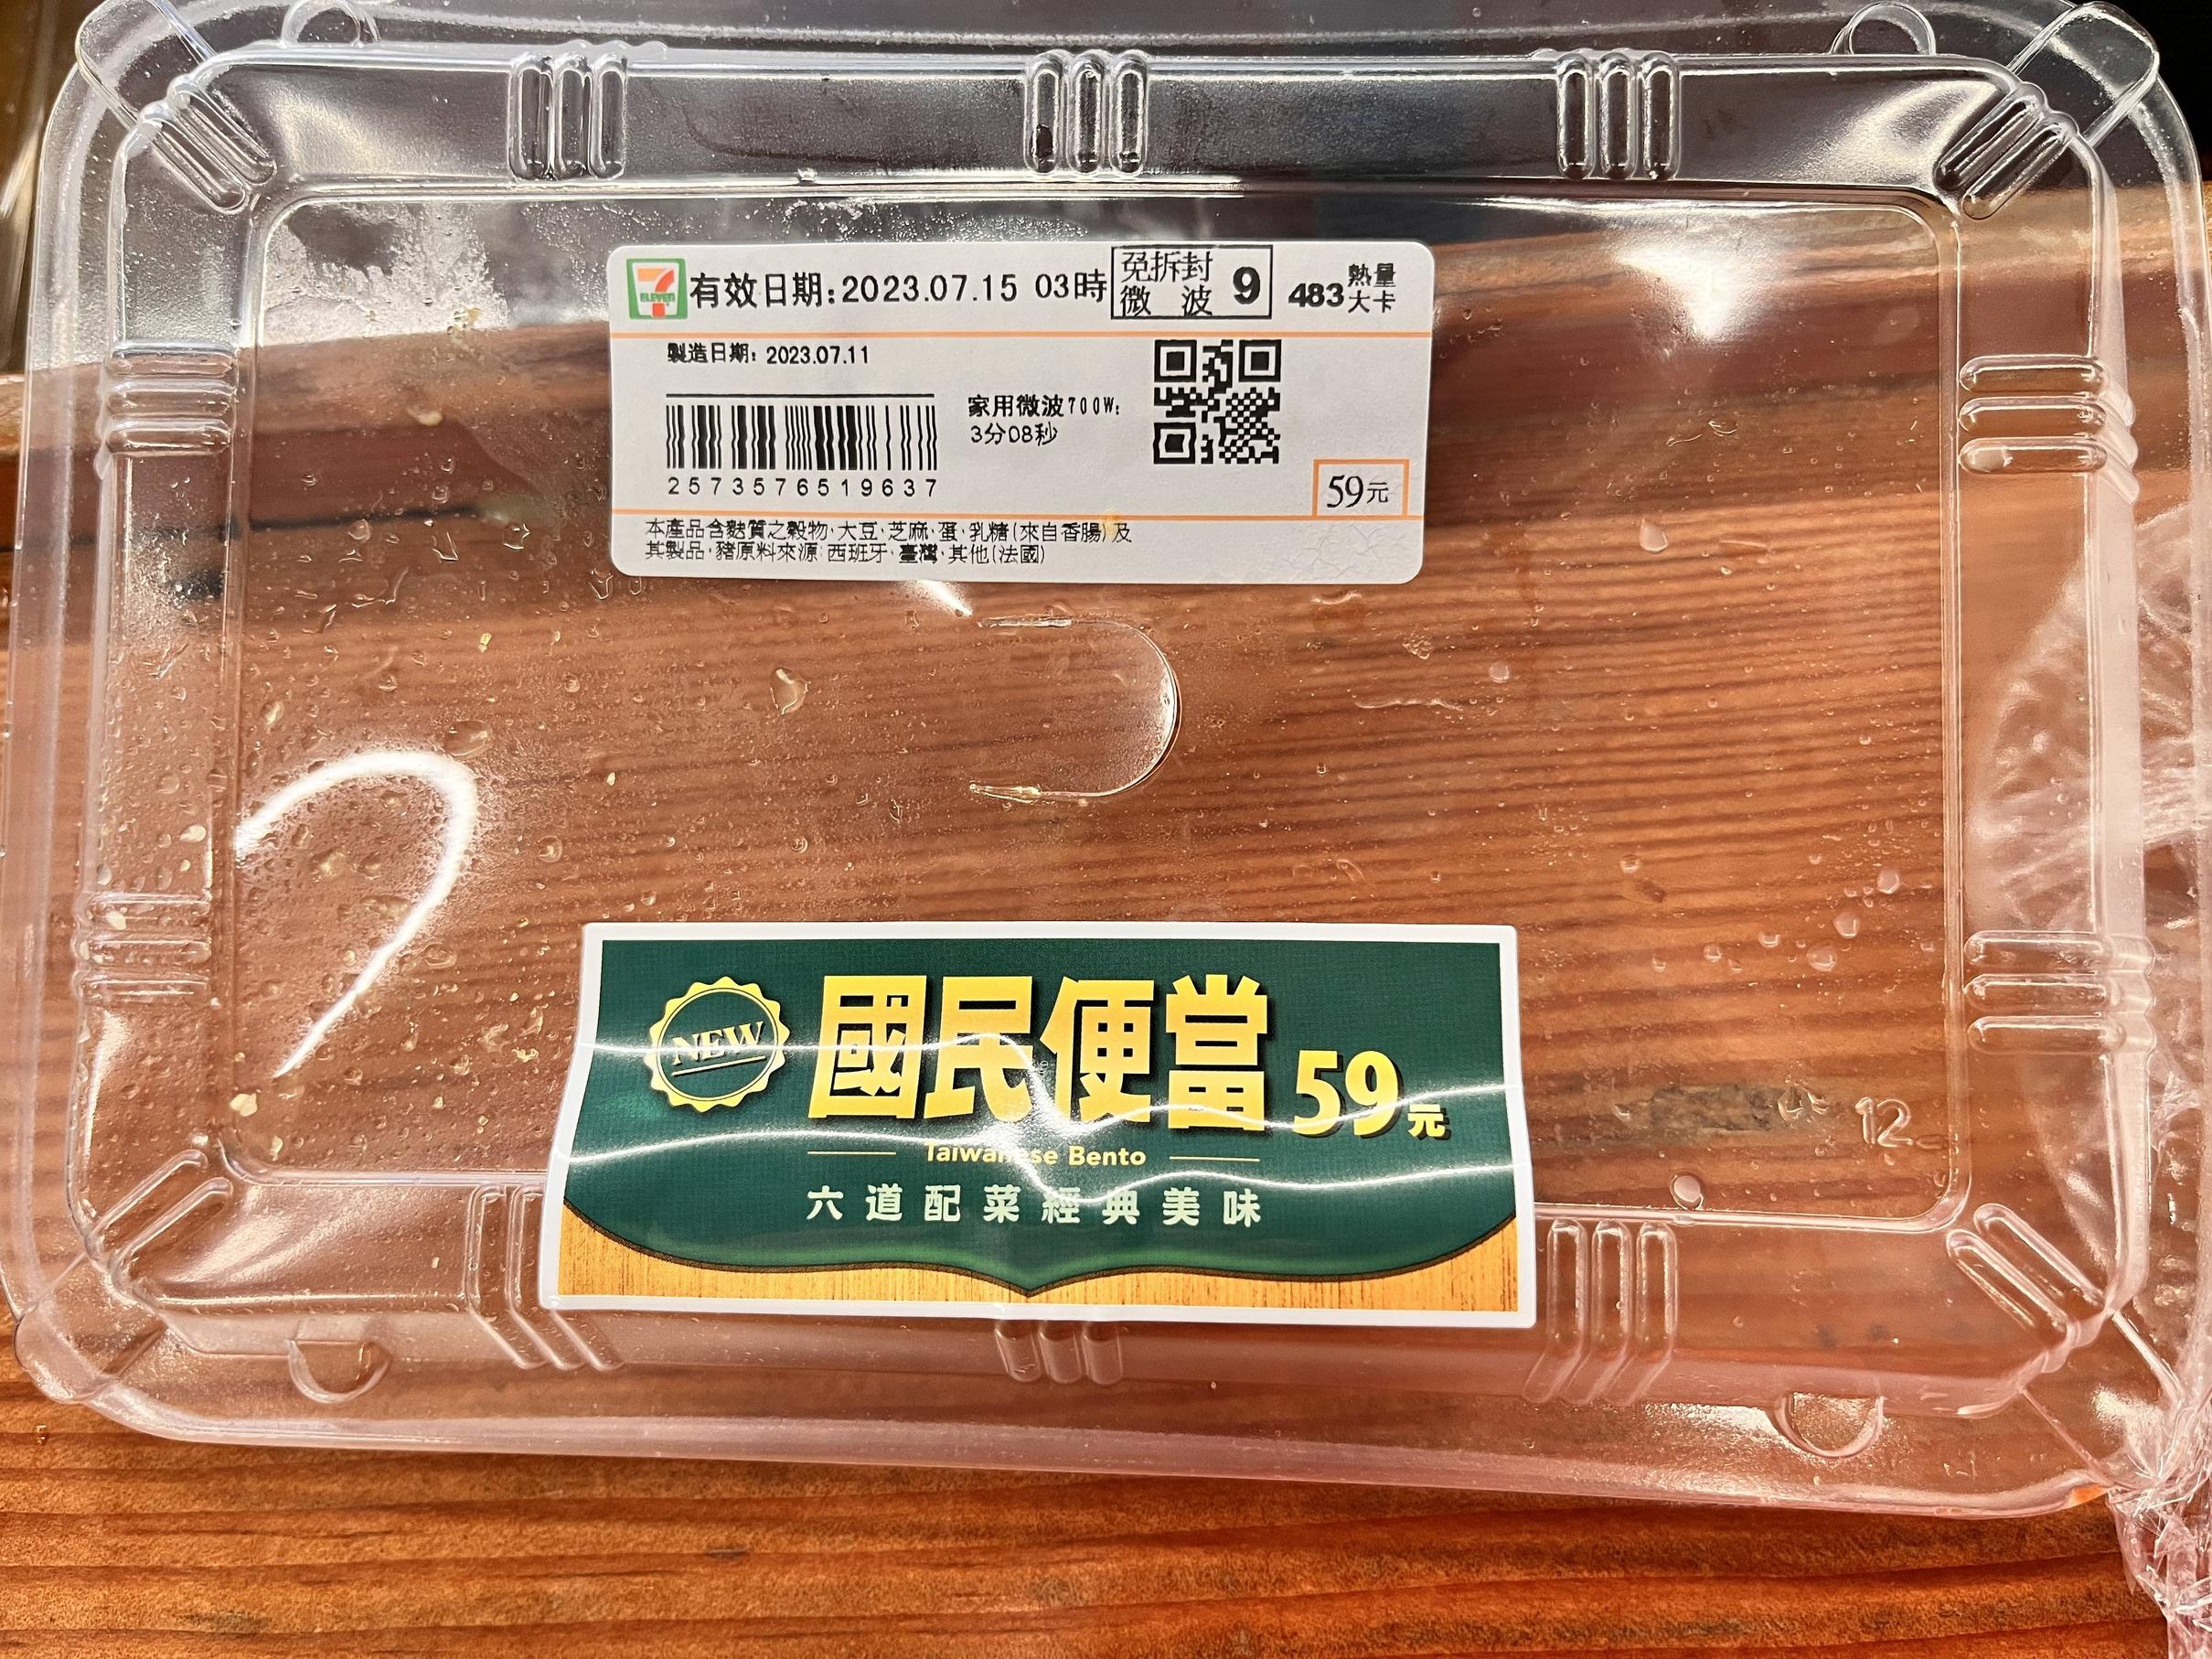 7 ELEVEN
有效日期:2023.07.15 03時 免拆封微波 9 483 熱量大卡
製造日期: 2023.07.11
家用微波700W:
3分08秒
2573576519637
59元
本產品含麩質之穀物,大豆,芝麻,蛋,乳糖(來自香腸)及
其製品,豬原料來源:西班牙,臺灣,其他(法國)
NEW
國民便當59元
Taiwanese Bento
六道配菜經典美味
12